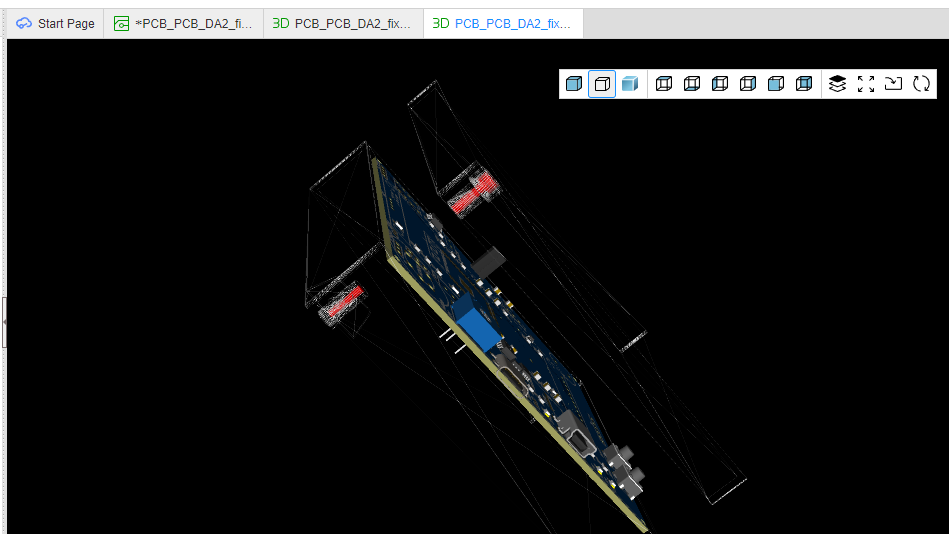 Start Page
*PCB_PCB_DA2_fi...
3D PCB_PCB_DA2_fix...
3D PCB_PCB_DA2_fix...